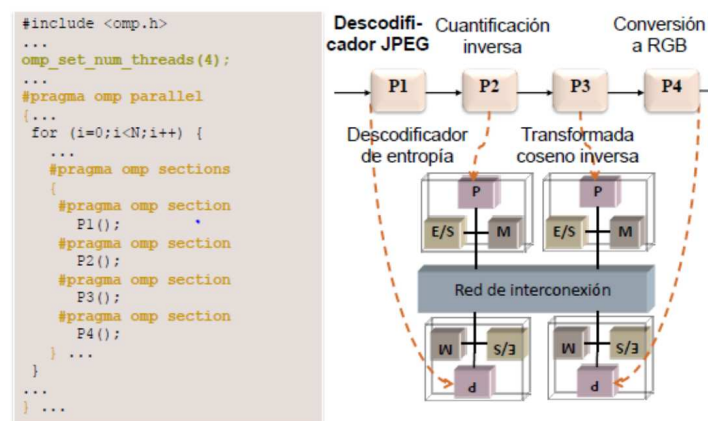 #include <omp.h>
...
omp_set_num_threads(4);
...
#pragma omp parallel
{...
for (i=0;i<N;i++) {
...
#pragma omp sections
{
#pragma omp section
P1();
#pragma omp section
P2();
#pragma omp section
P3();
#pragma omp section
P4();
} ...
}
...
} ...
Descodifi-
cador JPEG
Cuantificación
inversa
Conversión
a RGB
P1
P2
P3
P4
Descodificador
de entropía
Transformada
coseno inversa
P
P
E/S
M
E/S
M
Red de interconexión
M
E/S
M
E/S
P
P